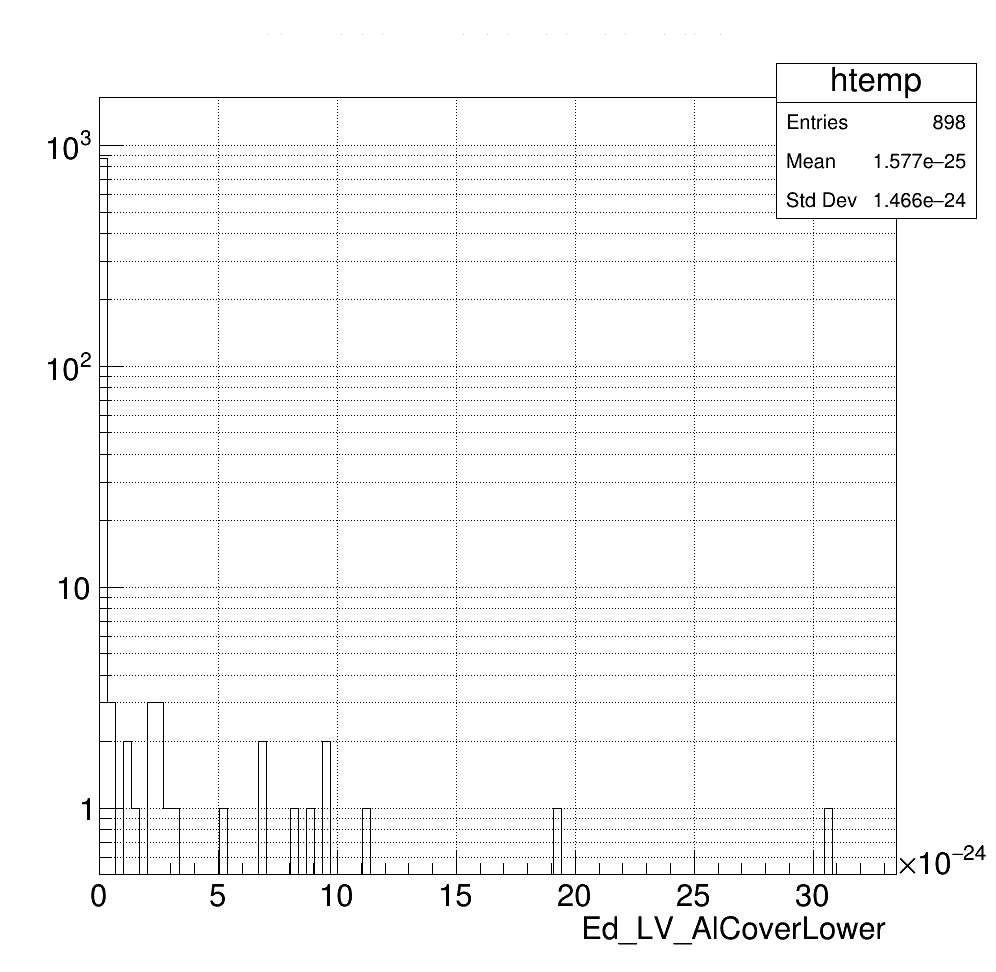 htemp
Entries 898
Mean 1.577e−25
Std Dev 1.466e−24
10³
10²
10
1
0 5 10 15 20 25 30
×10⁻²⁴
Ed_LV_AlCoverLower